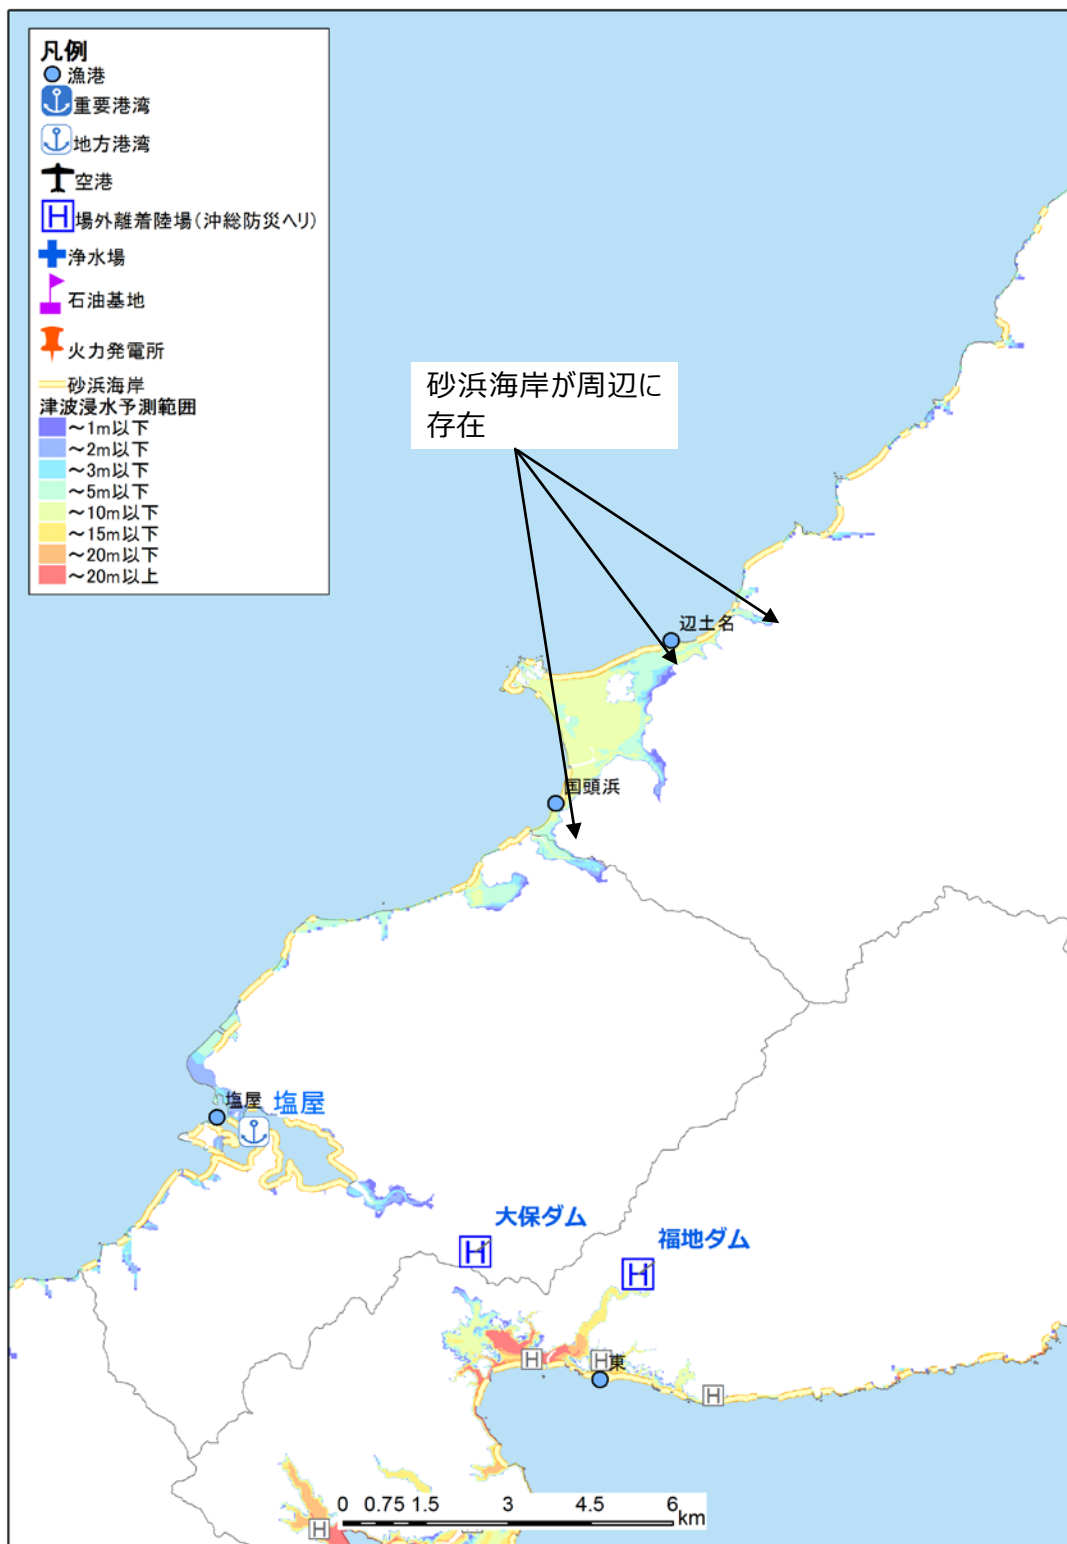 凡例
漁港
重要港湾
地方港湾
空港
H 場外離着陸場(沖総防災ヘリ)
浄水場
石油基地
火力発電所
砂浜海岸
津波浸水予測範囲
～1m以下
～2m以下
～3m以下
～5m以下
～10m以下
～15m以下
～20m以下
～20m以上
砂浜海岸が周辺に
存在
辺土名
国頭浜
塩屋 塩屋
大保ダム
H
福地ダム
H
H
H
東
H
H
0 0.75 1.5 3 4.5 6
km